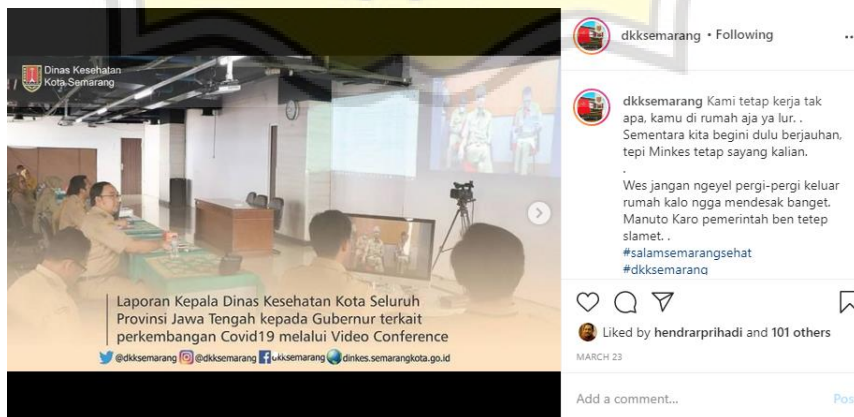 Dinas Kesehatan
Kota Semarang
Laporan Kepala Dinas Kesehatan Kota Seluruh
Provinsi Jawa Tengah kepada Gubernur terkait
perkembangan Covid19 melalui Video Conference
@dkksemarang @dkksemarang dkksemarang dinkes.semarangkota.go.id
dkksemarang • Following
dkksemarang Kami tetap kerja tak
apa, kamu di rumah aja ya lur. .
Sementara kita begini dulu berjauhan,
tepi Minkes tetap sayang kalian.
.
Wes jangan ngeyel pergi-pergi keluar
rumah kalo ngga mendesak banget.
Manuto Karo pemerintah ben tetep
slamet. .
#salamsemarangsehat
#dkksemarang
Liked by hendrarprihadi and 101 others
MARCH 23
Add a comment...
Pos